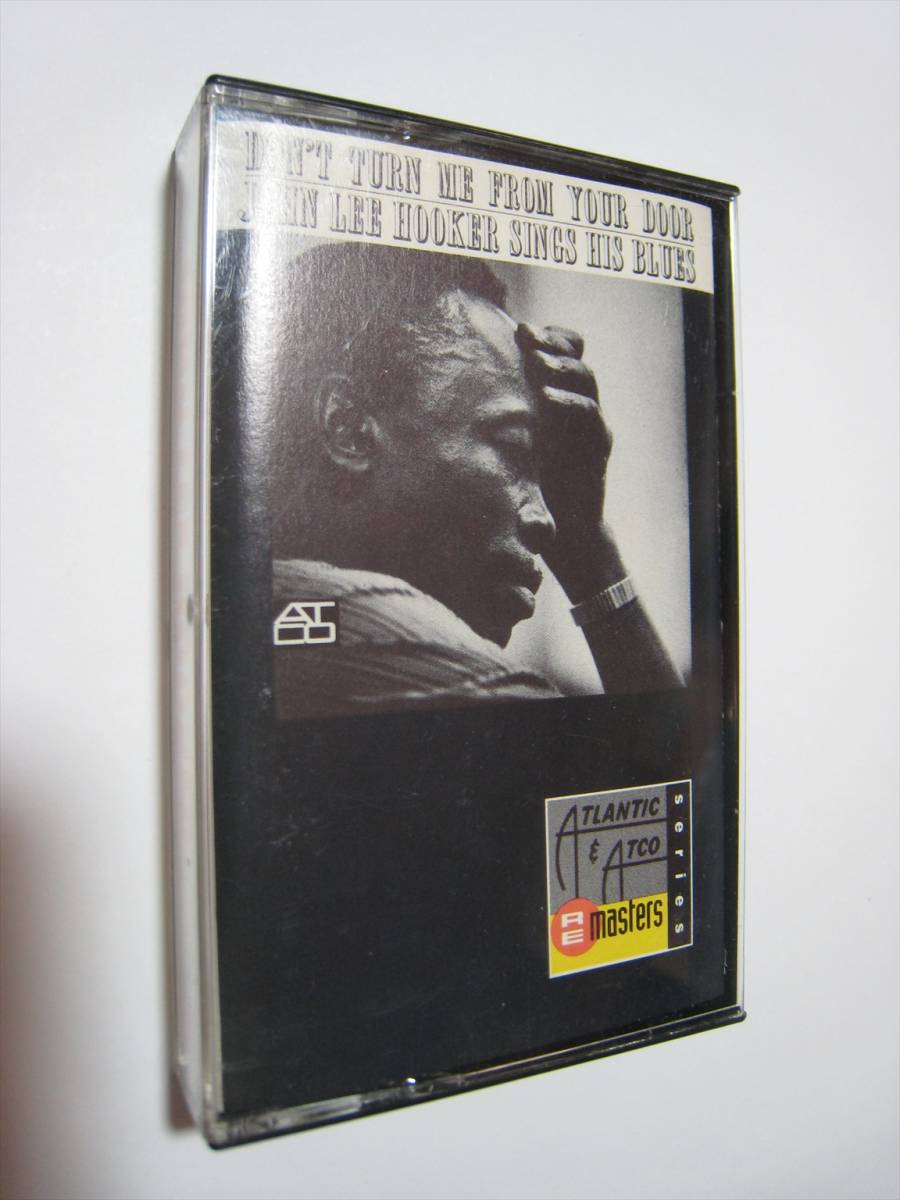 DON'T TURN ME FROM YOUR DOOR
JOHN LEE HOOKER SINGS HIS BLUES
ATCO
ATLANTIC
& ATCO
RE masters
series